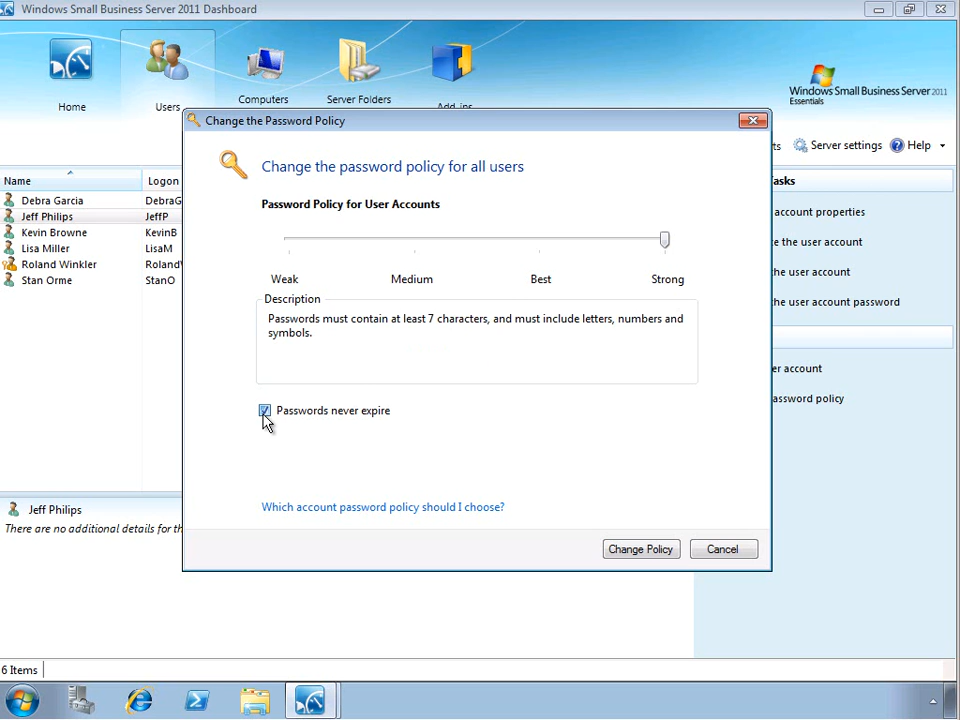 Windows Small Business Server 2011 Dashboard
Home
Users
Computers
Server Folders
Add-ins
Windows Small Business Server 2011
Essentials
ts
Server settings
Help
Change the Password Policy
Change the password policy for all users
Password Policy for User Accounts
Weak
Medium
Best
Strong
Description
Passwords must contain at least 7 characters, and must include letters, numbers and
symbols.
Passwords never expire
Which account password policy should I choose?
Change Policy
Cancel
Name
Logon
Debra Garcia
DebraG
Jeff Philips
JeffP
Kevin Browne
KevinB
Lisa Miller
LisaM
Roland Winkler
Roland
Stan Orme
StanO
asks
account properties
te the user account
the user account
the user account password
er account
assword policy
Jeff Philips
There are no additional details for th
6 Items